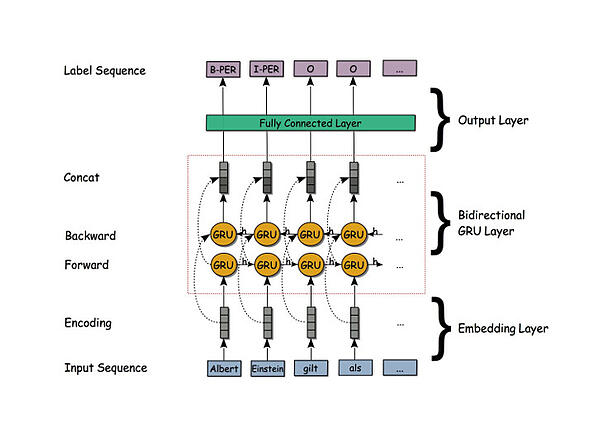 Label Sequence B-PER I-PER O O ...
Output Layer
Fully Connected Layer
Concat ...
Bidirectional
GRU Layer
Backward GRU h GRU h GRU h GRU h ...
Forward GRU h GRU h GRU h GRU h ...
Encoding ...
Embedding Layer
Input Sequence Albert Einstein gilt als ...